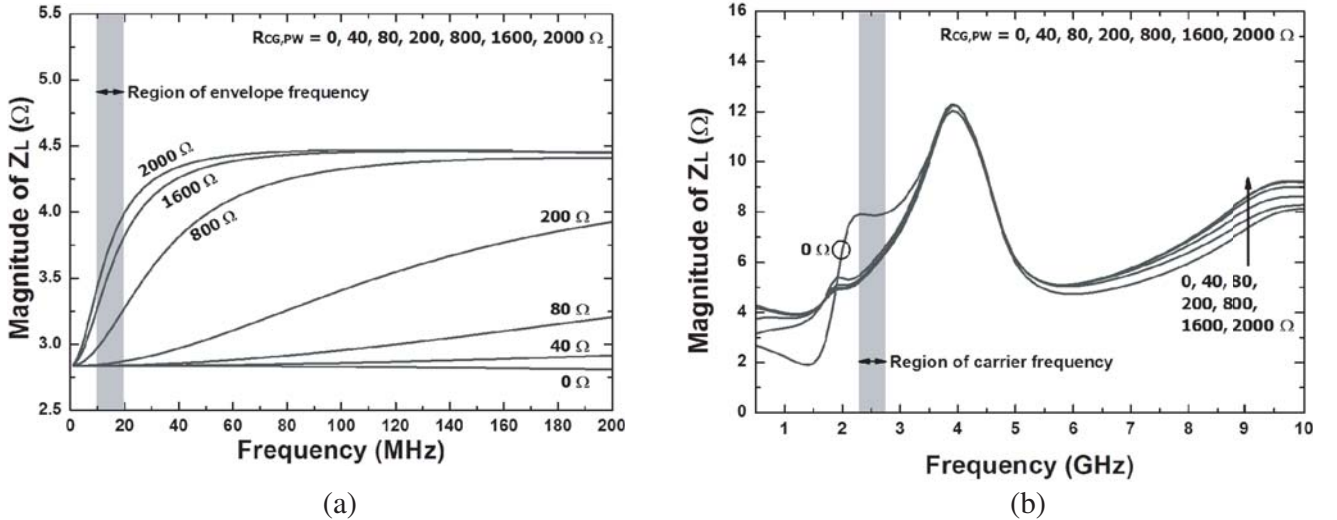 5.5
5.0
4.5
4.0
3.5
3.0
2.5
Magnitude of ZL (Ω)
RCG,PW = 0, 40, 80, 200, 800, 1600, 2000 Ω
Region of envelope frequency
2000 Ω
1600 Ω
800 Ω
200 Ω
80 Ω
40 Ω
0 Ω
0 20 40 60 80 100 120 140 160 180 200
Frequency (MHz)
(a)
16
14
12
10
8
6
4
2
0
Magnitude of ZL (Ω)
RCG,PW = 0, 40, 80, 200, 800, 1600, 2000 Ω
0 Ω
0, 40, 80,
200, 800,
1600, 2000 Ω
Region of carrier frequency
1 2 3 4 5 6 7 8 9 10
Frequency (GHz)
(b)